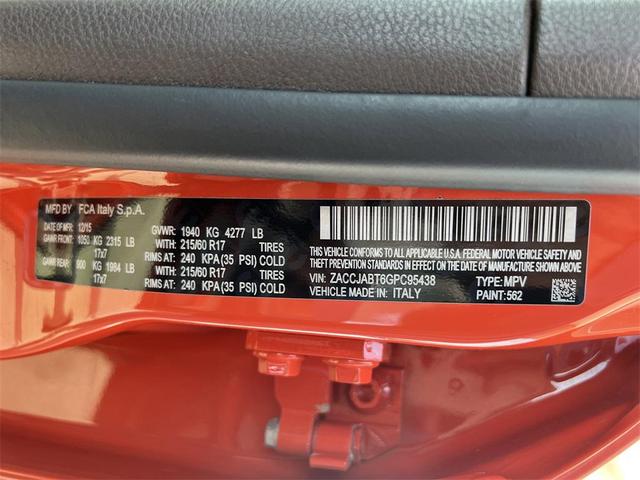 MFD BY FCA Italy S.p.A.
12/15 GVWR: 1940 KG 4277 LB
GAWR FRONT: 1050 KG 2315 LB WITH: 215/60 R17 TIRES
17x7 RIMS AT: 240 KPA (35 PSI) COLD
GAWR REAR: 900 KG 1984 LB WITH: 215/60 R17 TIRES
17x7 RIMS AT: 240 KPA (35 PSI) COLD
THIS VEHICLE CONFORMS TO ALL APPLICABLE U.S.A. FEDERAL MOTOR VEHICLE SAFETY, BUMPER AND
THEFT PREVENTION STANDARDS IN EFFECT ON THE DATE OF MANUFACTURE SHOWN ABOVE
VIN: ZACCJABT6GPC95438 TYPE: MPV
VEHICLE MADE IN: ITALY PAINT: 562